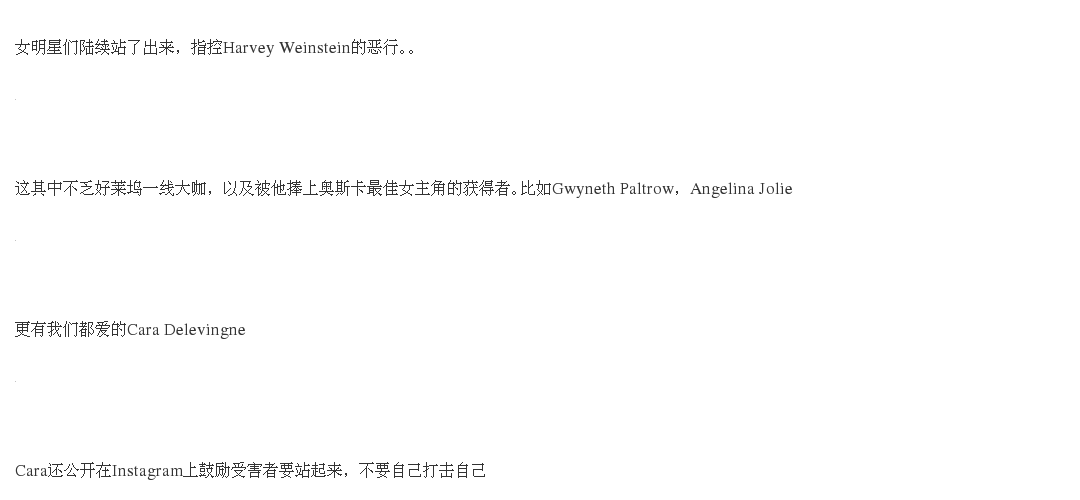 女明星们陆续站了出来，指控Harvey Weinstein的恶行。。
这其中不乏好莱坞一线大咖，以及被他捧上奥斯卡最佳女主角的获得者。比如Gwyneth Paltrow，Angelina Jolie
更有我们都爱的Cara Delevingne
Cara还公开在Instagram上鼓励受害者要站起来，不要自己打击自己